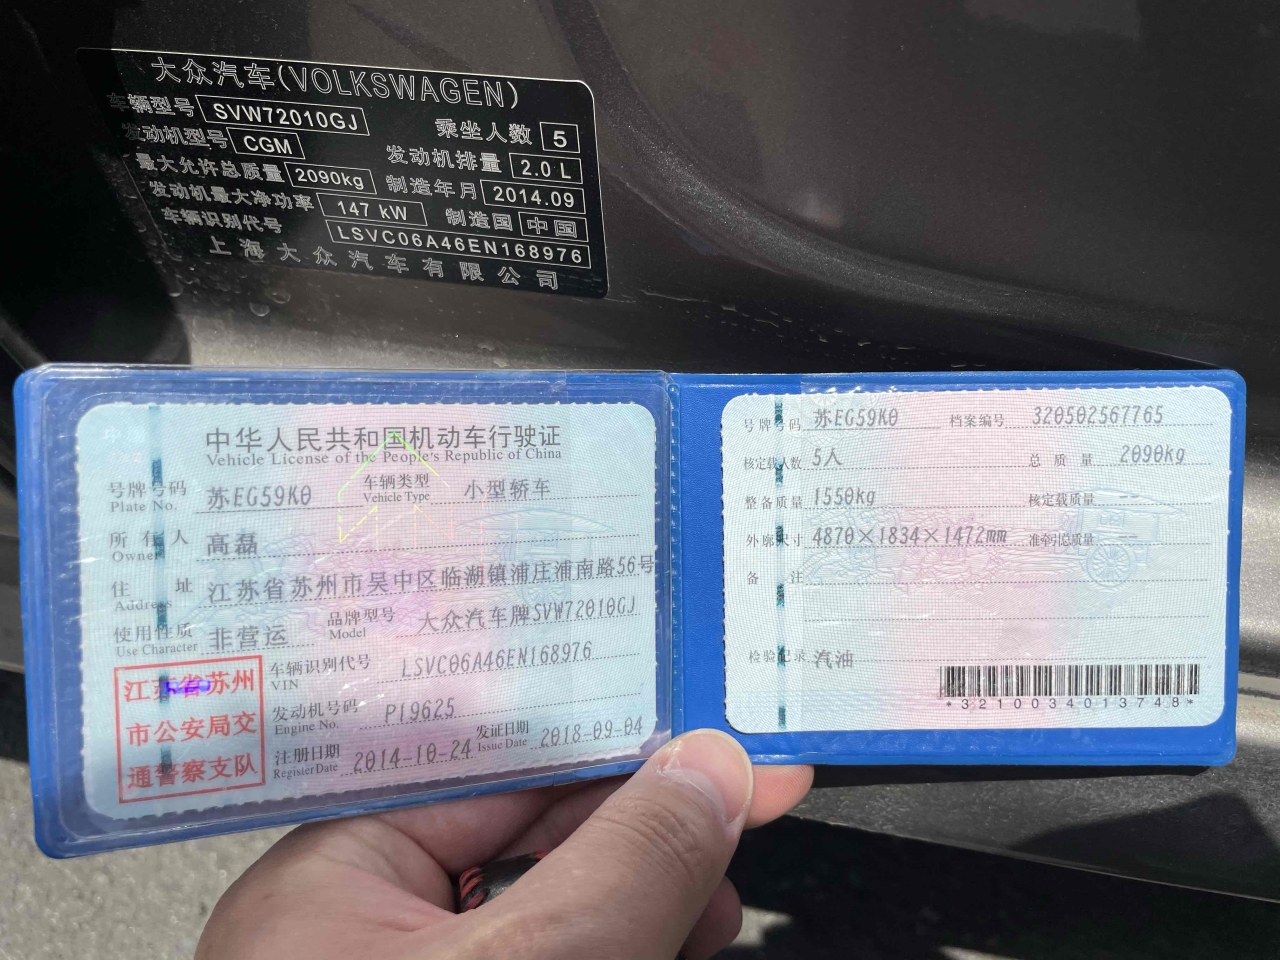 大众汽车(VOLKSWAGEN)
车辆型号 SVW72010GJ 乘坐人数 5
发动机型号 CGM 发动机排量 2.0 L
最大允许总质量 2090kg 制造年月 2014.09
发动机最大净功率 147 kW 制造国 中国
车辆识别代号 LSVC06A46EN168976
上海大众汽车有限公司
中华人民共和国机动车行驶证
Vehicle License of the People's Republic of China
号牌号码 苏EG59K0 车辆类型 小型轿车
Plate No. Vehicle Type
所有人 高磊
Owner
住址 江苏省苏州市吴中区临湖镇浦庄浦南路56号
Address
使用性质 非营运 品牌型号 大众汽车牌SVW72010GJ
Use Character Model
江苏省苏州
市公安局交
通警察支队
车辆识别代号 LSVC06A46EN168976
VIN
发动机号码 P19625
Engine No.
注册日期 2014-10-24 发证日期 2018-09-04
Register Date Issue Date
号牌号码 苏EG59K0 档案编号 320502567765
核定载人数 5人 总质量 2090kg
整备质量 1550kg 核定载质量 --
外廓尺寸 4870×1834×1472mm 准牵引总质量 --
备注
检验记录 汽油
*3210034013748*